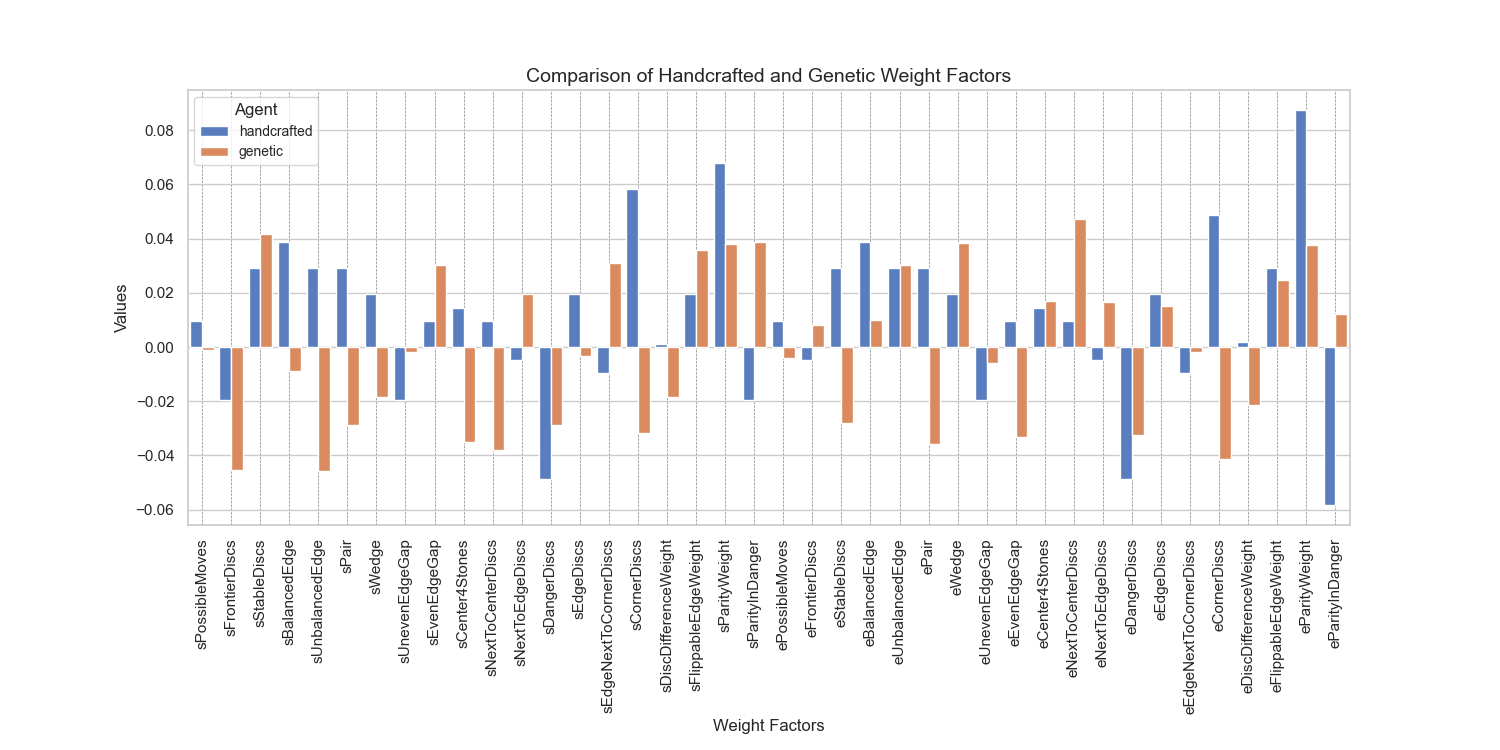 Comparison of Handcrafted and Genetic Weight Factors
Agent
handcrafted
genetic
0.08
0.06
0.04
0.02
0.00
−0.02
−0.04
−0.06
Values
sPossibleMoves
sFrontierDiscs
sStableDiscs
sBalancedEdge
sUnbalancedEdge
sPair
sWedge
sUnevenEdgeGap
sEvenEdgeGap
sCenter4Stones
sNextToCenterDiscs
sNextToEdgeDiscs
sDangerDiscs
sEdgeDiscs
sEdgeNextToCornerDiscs
sCornerDiscs
sDiscDifferenceWeight
sFlippableEdgeWeight
sParityWeight
sParityInDanger
ePossibleMoves
eFrontierDiscs
eStableDiscs
eBalancedEdge
eUnbalancedEdge
ePair
eWedge
eUnevenEdgeGap
eEvenEdgeGap
eCenter4Stones
eNextToCenterDiscs
eNextToEdgeDiscs
eDangerDiscs
eEdgeDiscs
eEdgeNextToCornerDiscs
eCornerDiscs
eDiscDifferenceWeight
eFlippableEdgeWeight
eParityWeight
eParityInDanger
Weight Factors